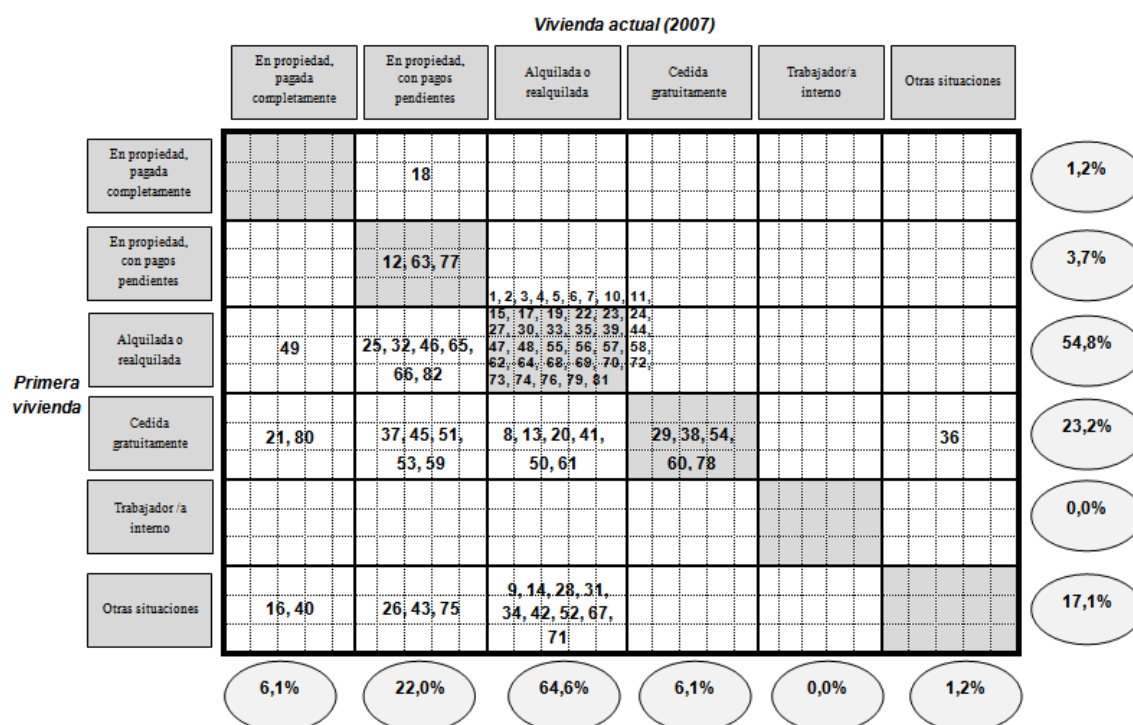 Vivienda actual (2007)
En propiedad,
pagada
completamente
En propiedad,
con pagos
pendientes
Alquilada o
realquilada
Cedida
gratuitamente
Trabajador/a
interno
Otras situaciones
En propiedad,
pagada
completamente
18
1,2%
En propiedad,
con pagos
pendientes
12, 63, 77
3,7%
Primera
vivienda
Alquilada o
realquilada
49
25, 32, 46, 65,
66, 82
1, 2, 3, 4, 5, 6, 7, 10, 11,
15, 17, 19, 22, 23, 24,
27, 30, 33, 35, 39, 44,
47, 48, 55, 56, 57, 58,
62, 64, 68, 69, 70, 72,
73, 74, 76, 79, 81
54,8%
Cedida
gratuitamente
21, 80
37, 45, 51,
53, 59
8, 13, 20, 41,
50, 61
29, 38, 54,
60, 78
36
23,2%
Trabajador /a
interno
0,0%
Otras situaciones
16, 40
26, 43, 75
9, 14, 28, 31,
34, 42, 52, 67,
71
17,1%
6,1%
22,0%
64,6%
6,1%
0,0%
1,2%